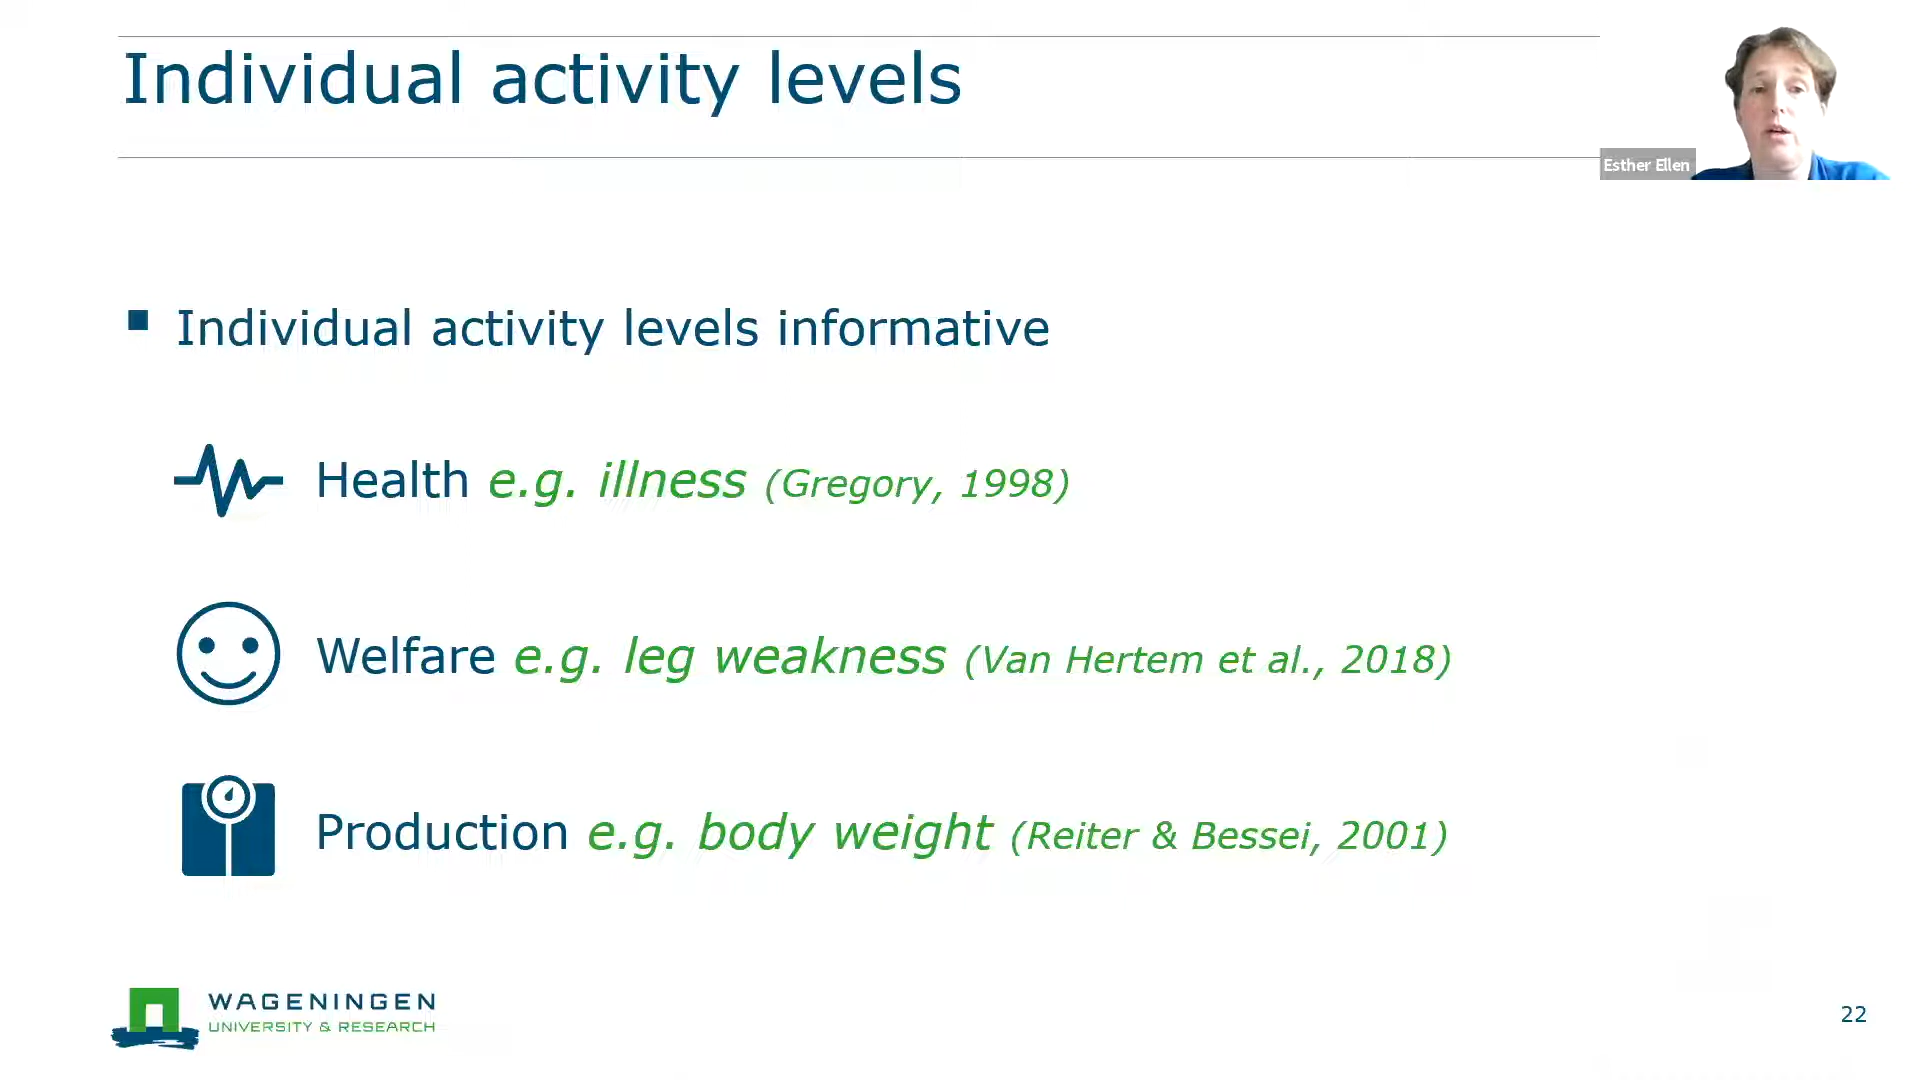 Individual activity levels
Esther Ellen
▪ Individual activity levels informative
Health e.g. illness (Gregory, 1998)
Welfare e.g. leg weakness (Van Hertem et al., 2018)
Production e.g. body weight (Reiter & Bessei, 2001)
WAGENINGEN
UNIVERSITY & RESEARCH
22